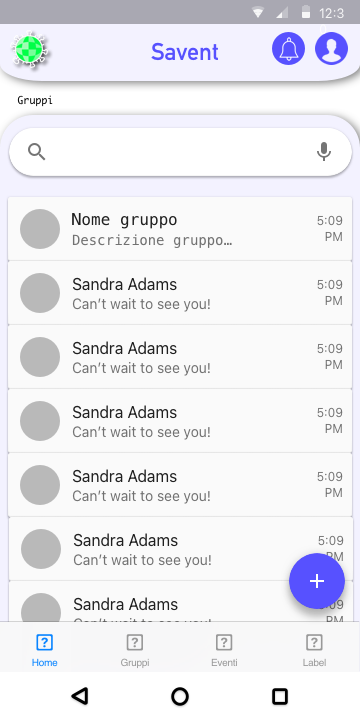 12:3
Savent
Gruppi
Nome gruppo
5:09
Descrizione gruppo…
PM
Sandra Adams
5:09
Can't wait to see you!
PM
Sandra Adams
5:09
Can't wait to see you!
PM
Sandra Adams
5:09
Can't wait to see you!
PM
Sandra Adams
5:09
Can't wait to see you!
PM
Sandra Adams
5:09
Can't wait to see you!
PM
Sandra Adams
:09
Home
Gruppi
Eventi
Label